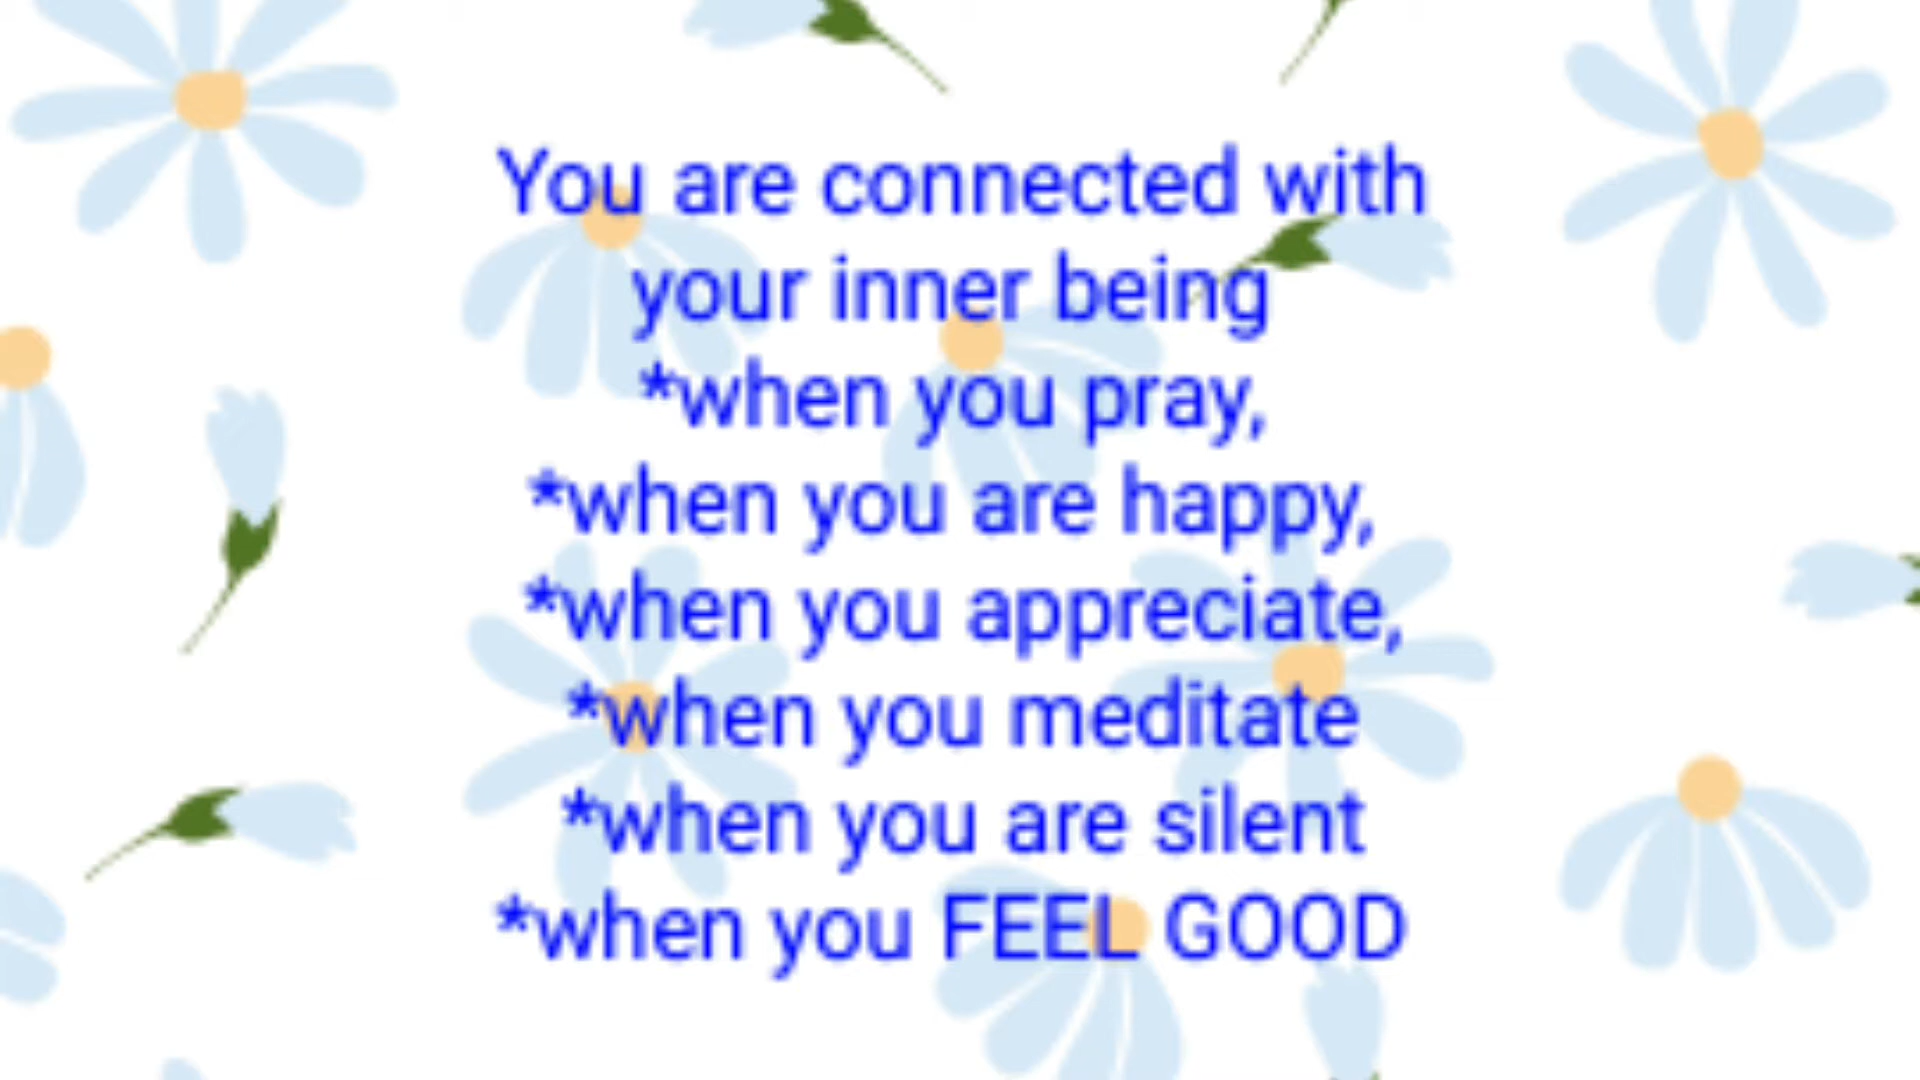 You are connected with
your inner being
*when you pray,
*when you are happy,
*when you appreciate,
*when you meditate
*when you are silent
*when you FEEL GOOD